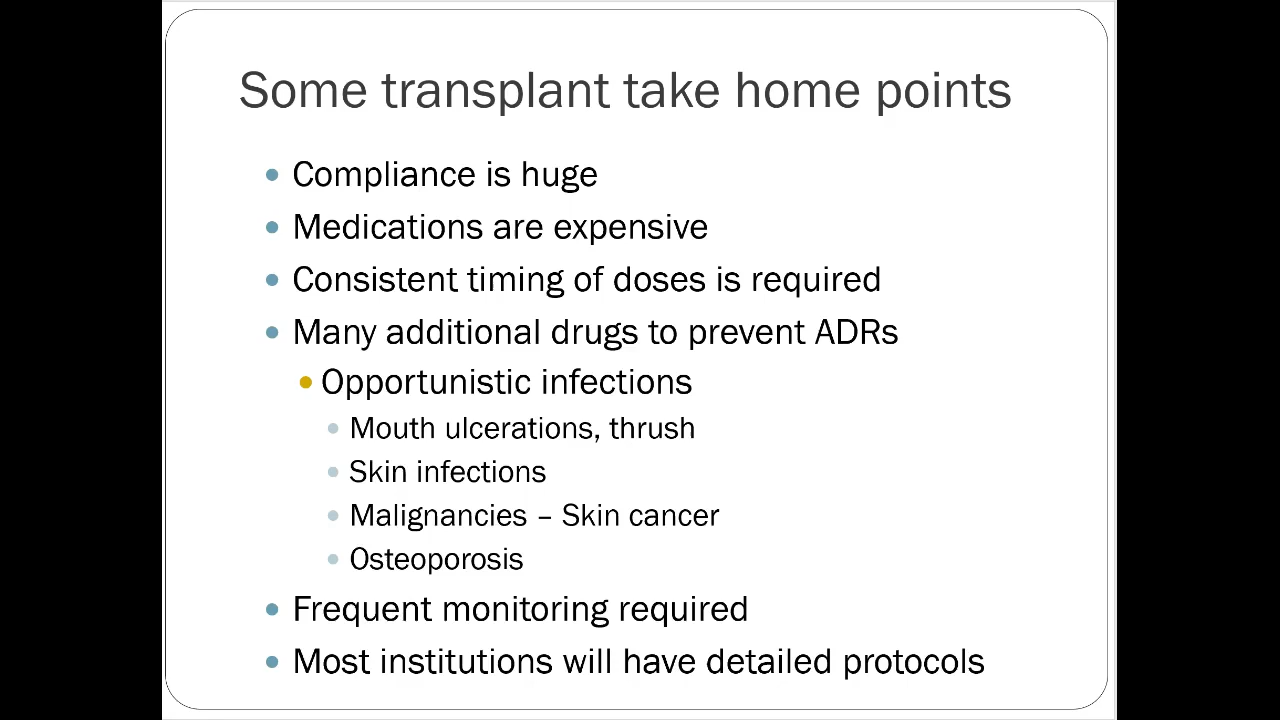 Some transplant take home points
Compliance is huge
Medications are expensive
Consistent timing of doses is required
Many additional drugs to prevent ADRs
Opportunistic infections
Mouth ulcerations, thrush
Skin infections
Malignancies – Skin cancer
Osteoporosis
Frequent monitoring required
Most institutions will have detailed protocols